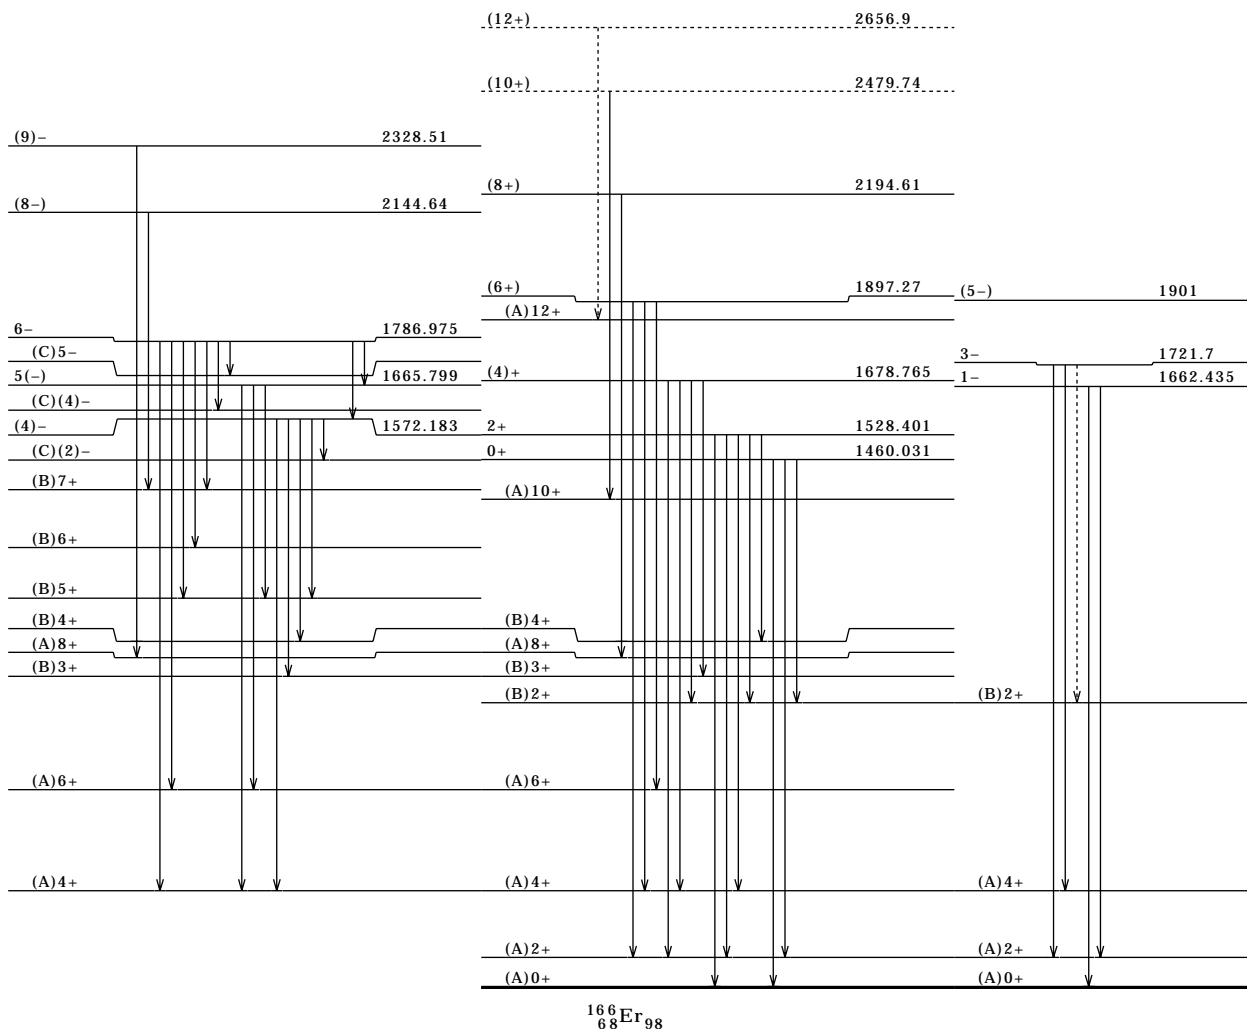 (12+) 2656.9
(10+) 2479.74
(9)− 2328.51
(8+) 2194.61
(8−) 2144.64
(6+) 1897.27
(5−) 1901
(A)12+
6− 1786.975
(C)5−
3− 1721.7
5(−) 1665.799
(4)+ 1678.765
1− 1662.435
(C)(4)−
(4)− 1572.183
2+ 1528.401
(C)(2)−
0+ 1460.031
(B)7+
(A)10+
(B)6+
(B)5+
(B)4+ (B)4+
(A)8+ (A)8+
(B)3+ (B)3+
(B)2+ (B)2+
(A)6+ (A)6+
(A)4+ (A)4+ (A)4+
(A)2+ (A)2+
(A)0+ (A)0+
166
68Er98